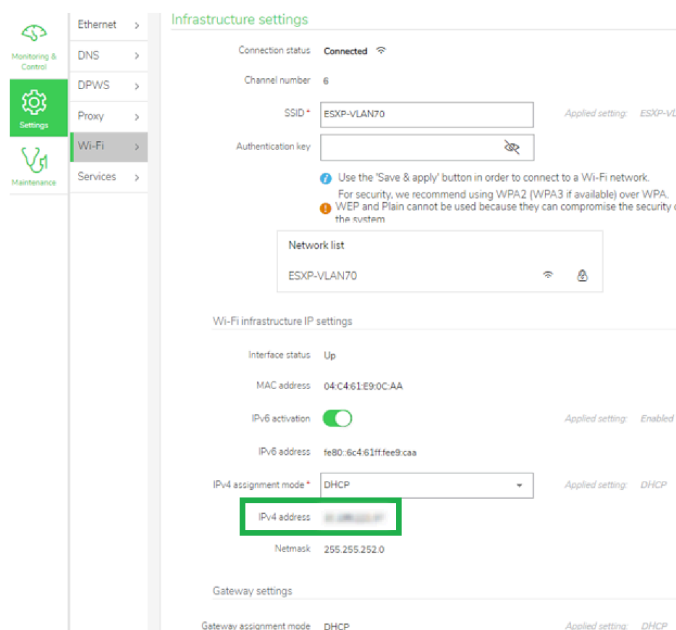 Infrastructure settings
Monitoring & Control
Settings
Maintenance
Ethernet
DNS
DPWS
Proxy
Wi-Fi
Services
Connection status Connected
Channel number 6
SSID * ESXP-VLAN70 Applied setting: ESXP-VL
Authentication key
Use the 'Save & apply' button in order to connect to a Wi-Fi network.
For security, we recommend using WPA2 (WPA3 if available) over WPA.
WEP and Plain cannot be used because they can compromise the security
the system
Network list
ESXP-VLAN70
Wi-Fi infrastructure IP settings
Interface status Up
MAC address 04:C4:61:E9:0C:AA
IPv6 activation Applied setting: Enabled
IPv6 address fe80::6c4:61ff:fee9:caa
IPv4 assignment mode * DHCP Applied setting: DHCP
IPv4 address
Netmask 255.255.252.0
Gateway settings
Gateway assignment mode DHCP Applied setting: DHCP